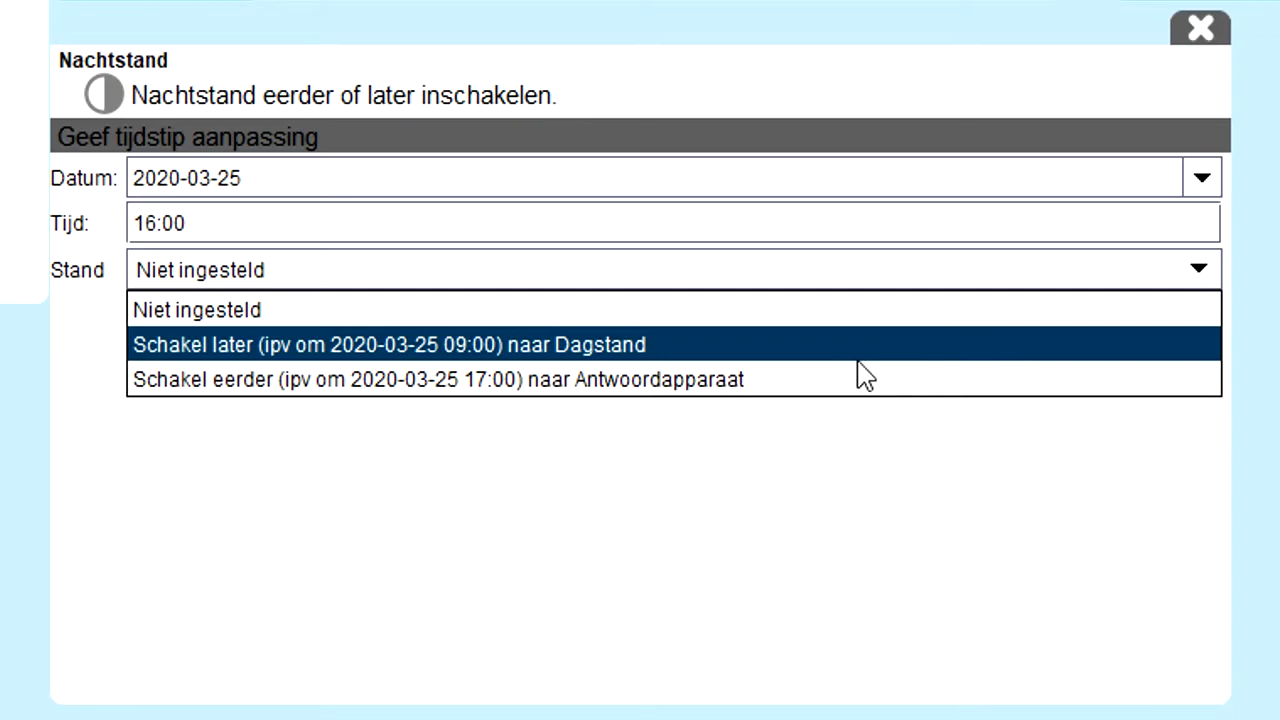 Nachtstand
Nachtstand eerder of later inschakelen.
Geef tijdstip aanpassing
Datum: 2020-03-25
Tijd: 16:00
Stand Niet ingesteld
Niet ingesteld
Schakel later (ipv om 2020-03-25 09:00) naar Dagstand
Schakel eerder (ipv om 2020-03-25 17:00) naar Antwoordapparaat